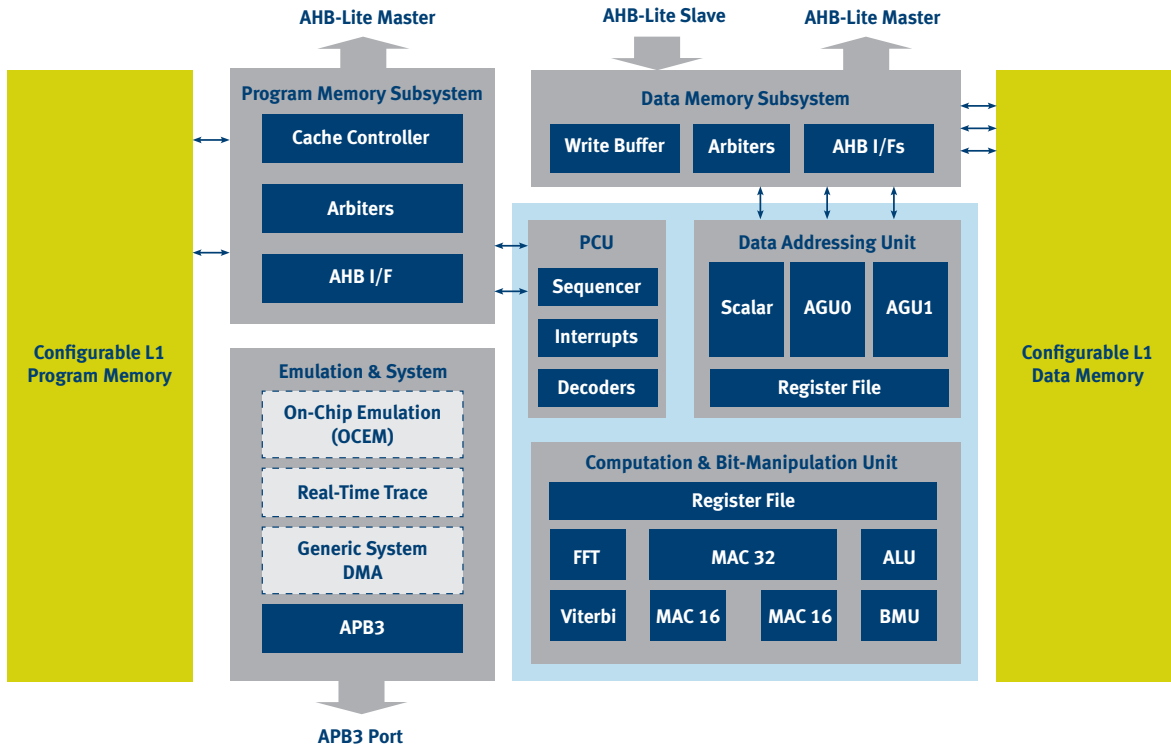 AHB-Lite Master
AHB-Lite Slave
AHB-Lite Master
Program Memory Subsystem
Cache Controller
Arbiters
AHB I/F
Data Memory Subsystem
Write Buffer
Arbiters
AHB I/Fs
Configurable L1
Program Memory
PCU
Sequencer
Interrupts
Decoders
Data Addressing Unit
Scalar
AGU0
AGU1
Register File
Configurable L1
Data Memory
Emulation & System
On-Chip Emulation
(OCEM)
Real-Time Trace
Generic System
DMA
APB3
Computation & Bit-Manipulation Unit
Register File
FFT
MAC 32
ALU
Viterbi
MAC 16
MAC 16
BMU
APB3 Port